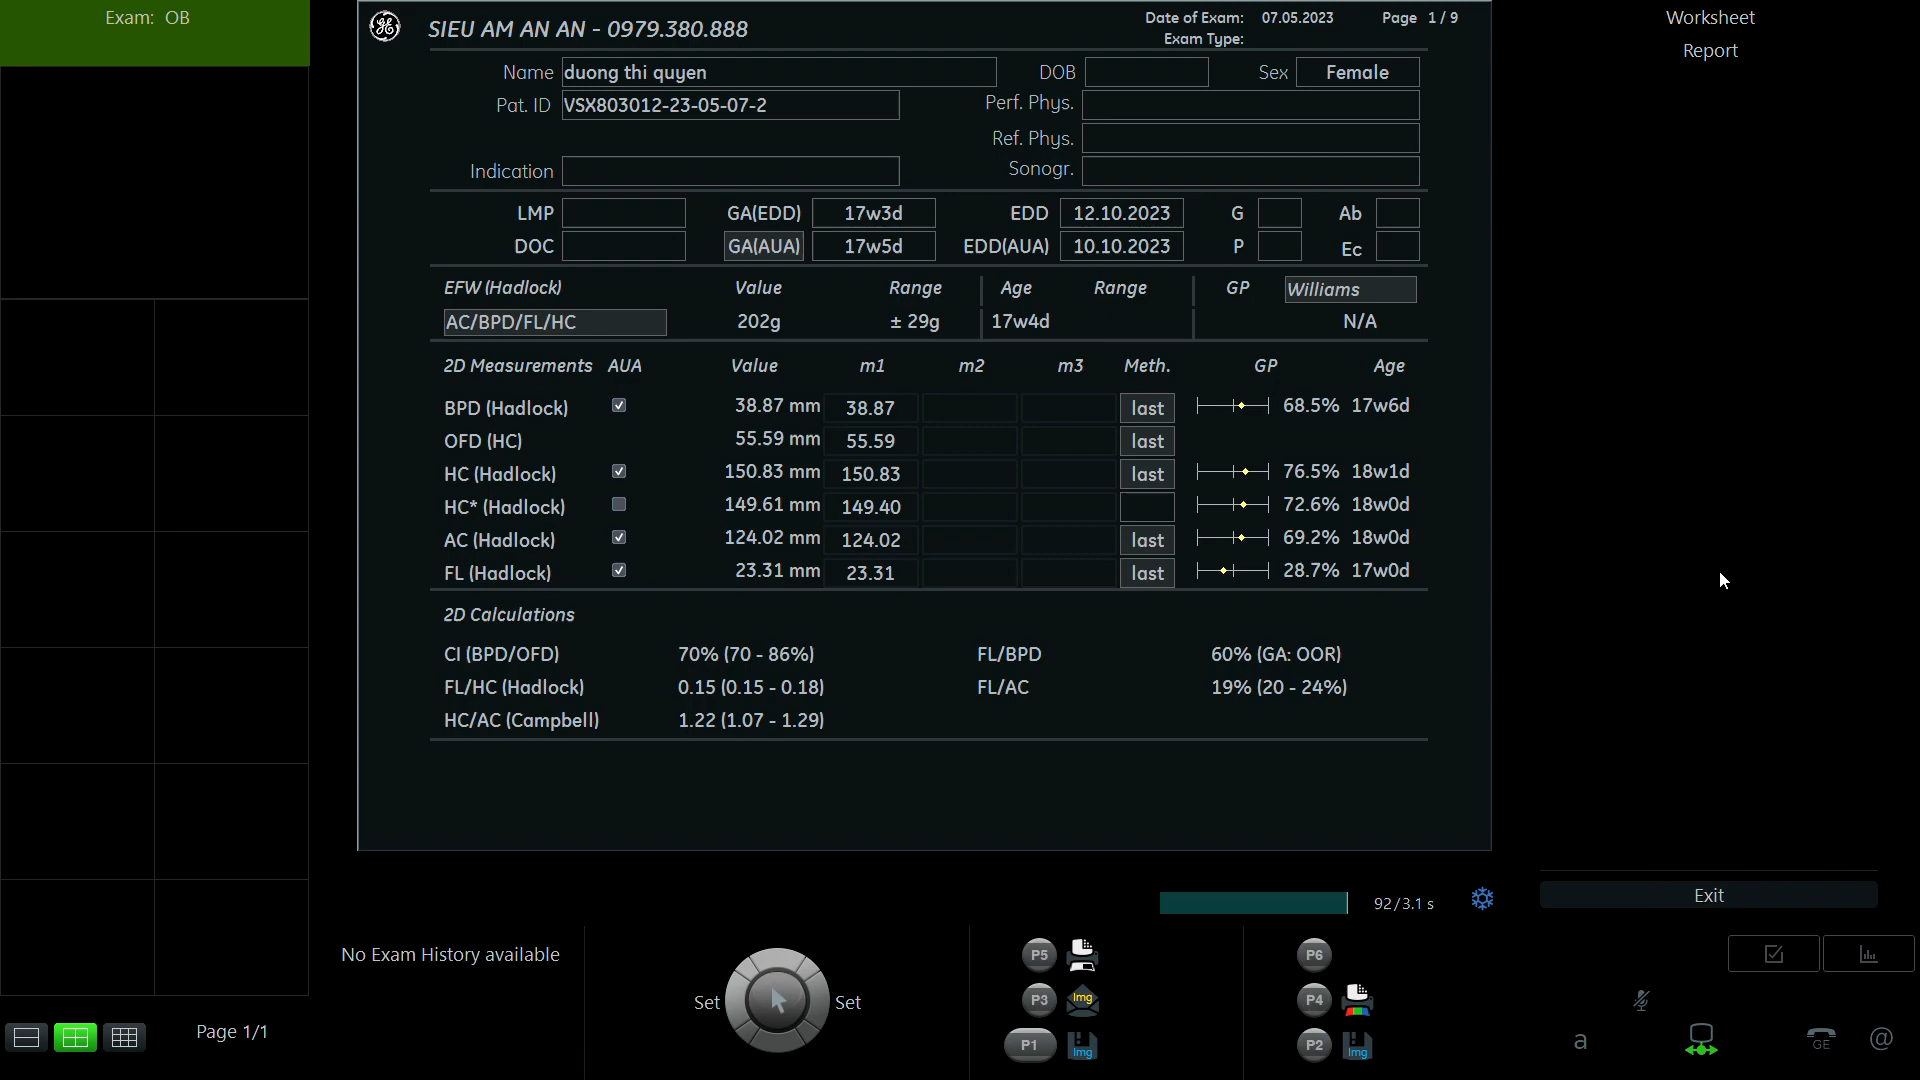 Exam: OB
SIEU AM AN AN - 0979.380.888
Date of Exam: 07.05.2023 Page 1 / 9
Exam Type:
Worksheet
Report
Name duong thi quyen DOB Sex Female
Pat. ID VSX803012-23-05-07-2 Perf. Phys.
Ref. Phys.
Indication Sonogr.
LMP GA(EDD) 17w3d EDD 12.10.2023 G Ab
DOC GA(AUA) 17w5d EDD(AUA) 10.10.2023 P Ec
EFW (Hadlock) Value Range Age Range GP Williams
AC/BPD/FL/HC 202g ± 29g 17w4d N/A
2D Measurements AUA Value m1 m2 m3 Meth. GP Age
BPD (Hadlock) 38.87 mm 38.87 last 68.5% 17w6d
OFD (HC) 55.59 mm 55.59 last
HC (Hadlock) 150.83 mm 150.83 last 76.5% 18w1d
HC* (Hadlock) 149.61 mm 149.40 72.6% 18w0d
AC (Hadlock) 124.02 mm 124.02 last 69.2% 18w0d
FL (Hadlock) 23.31 mm 23.31 last 28.7% 17w0d
2D Calculations
CI (BPD/OFD) 70% (70 - 86%) FL/BPD 60% (GA: OOR)
FL/HC (Hadlock) 0.15 (0.15 - 0.18) FL/AC 19% (20 - 24%)
HC/AC (Campbell) 1.22 (1.07 - 1.29)
92/3.1 s
Exit
No Exam History available
Set Set
P5 P6
P3 Img P4
P1 Img P2 Img
Page 1/1
a GE @